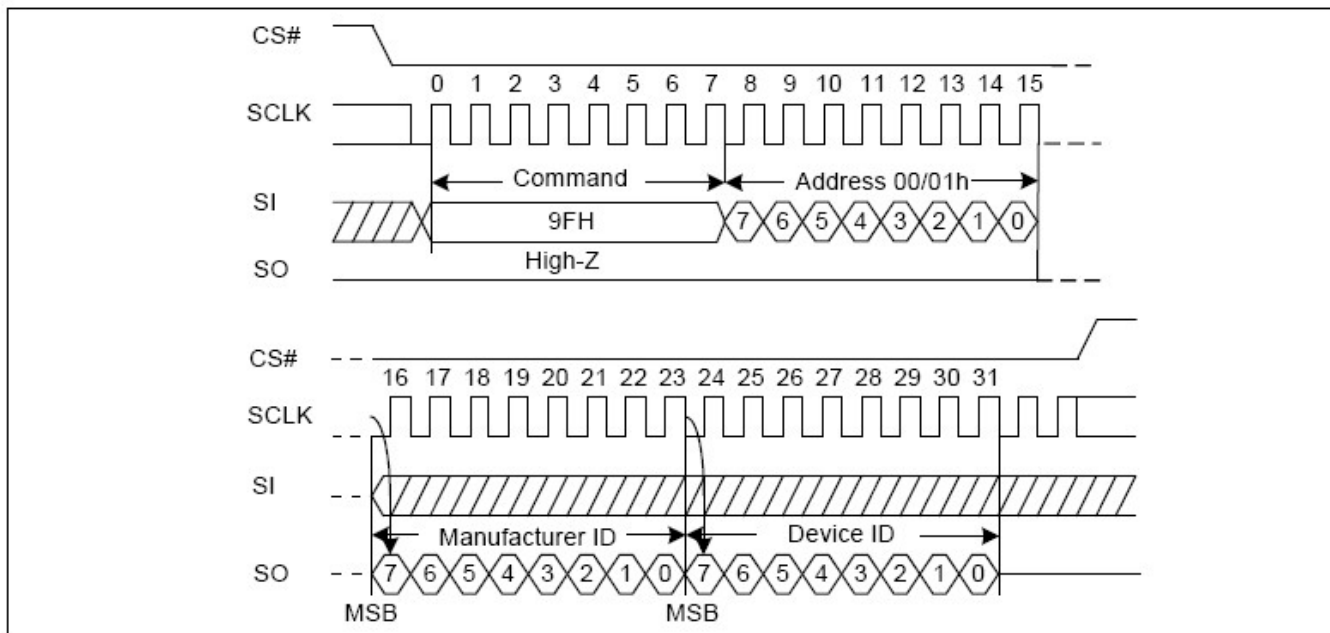 CS#
0 1 2 3 4 5 6 7 8 9 10 11 12 13 14 15
SCLK
Command Address 00/01h
SI
9FH 7 6 5 4 3 2 1 0
High-Z
SO
CS#
16 17 18 19 20 21 22 23 24 25 26 27 28 29 30 31
SCLK
SI
Manufacturer ID Device ID
SO 7 6 5 4 3 2 1 0 7 6 5 4 3 2 1 0
MSB MSB